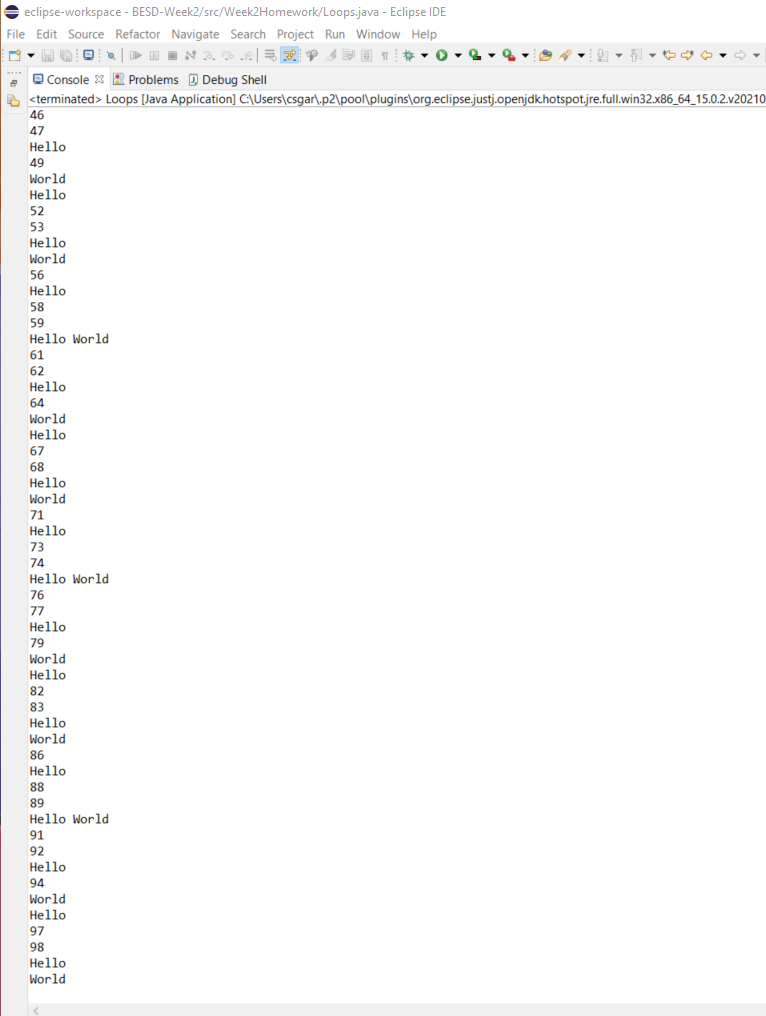 eclipse-workspace - BESD-Week2/src/Week2Homework/Loops.java - Eclipse IDE
File Edit Source Refactor Navigate Search Project Run Window Help
Console Problems Debug Shell
<terminated> Loops [Java Application] C:\Users\csgar\.p2\pool\plugins\org.eclipse.justj.openjdk.hotspot.jre.full.win32.x86_64_15.0.2.v20210
46
47
Hello
49
World
Hello
52
53
Hello
World
56
Hello
58
59
Hello World
61
62
Hello
64
World
Hello
67
68
Hello
World
71
Hello
73
74
Hello World
76
77
Hello
79
World
Hello
82
83
Hello
World
86
Hello
88
89
Hello World
91
92
Hello
94
World
Hello
97
98
Hello
World